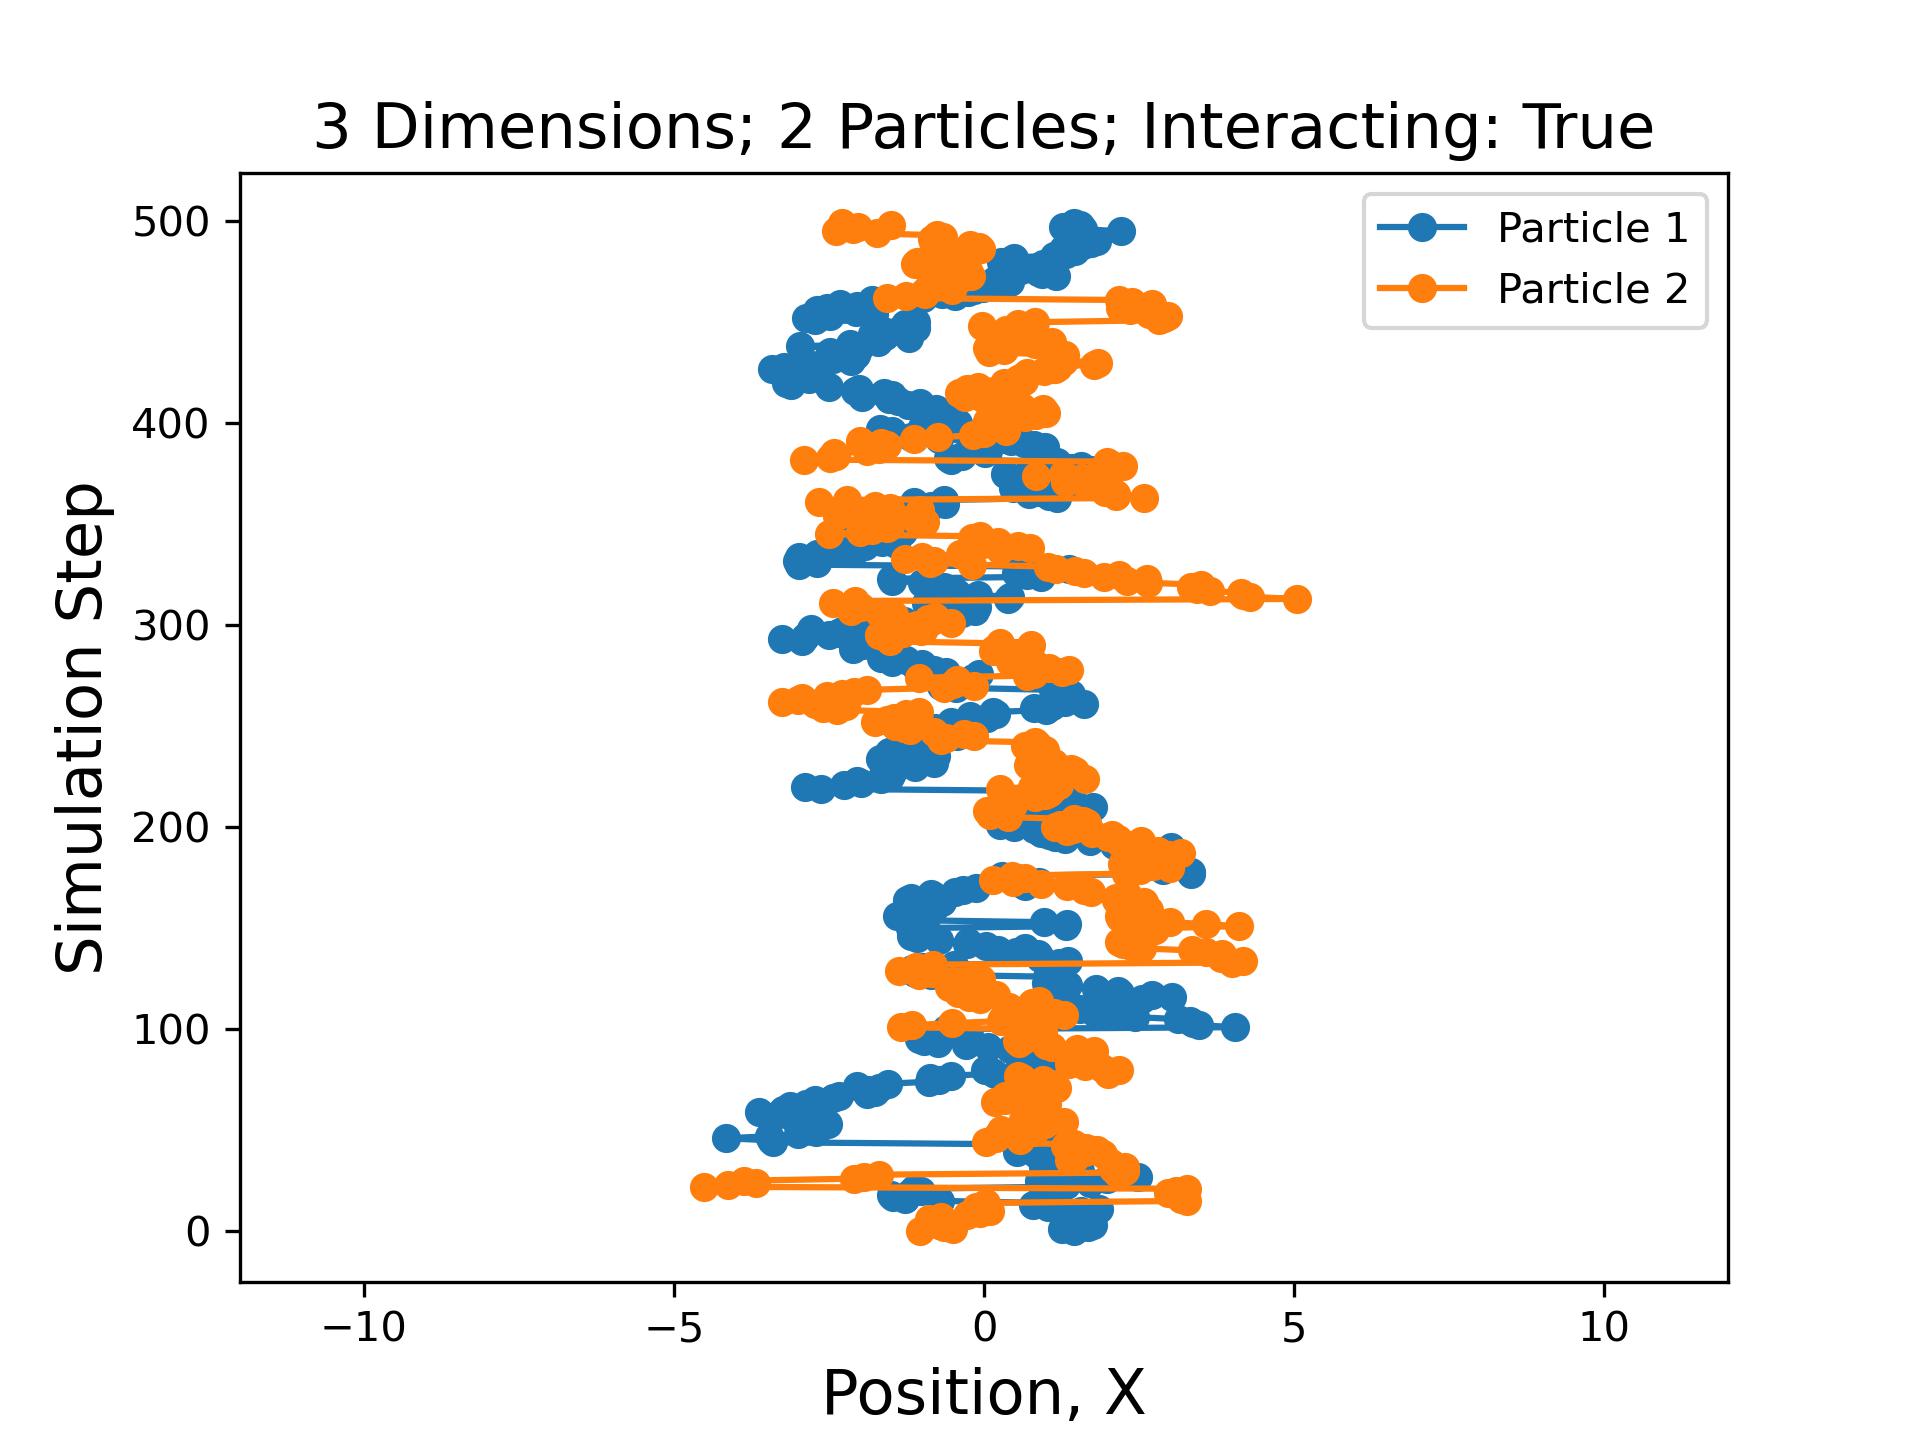 3 Dimensions; 2 Particles; Interacting: True
Particle 1
Particle 2
Simulation Step
500
400
300
200
100
0
−10
−5
0
5
10
Position, X